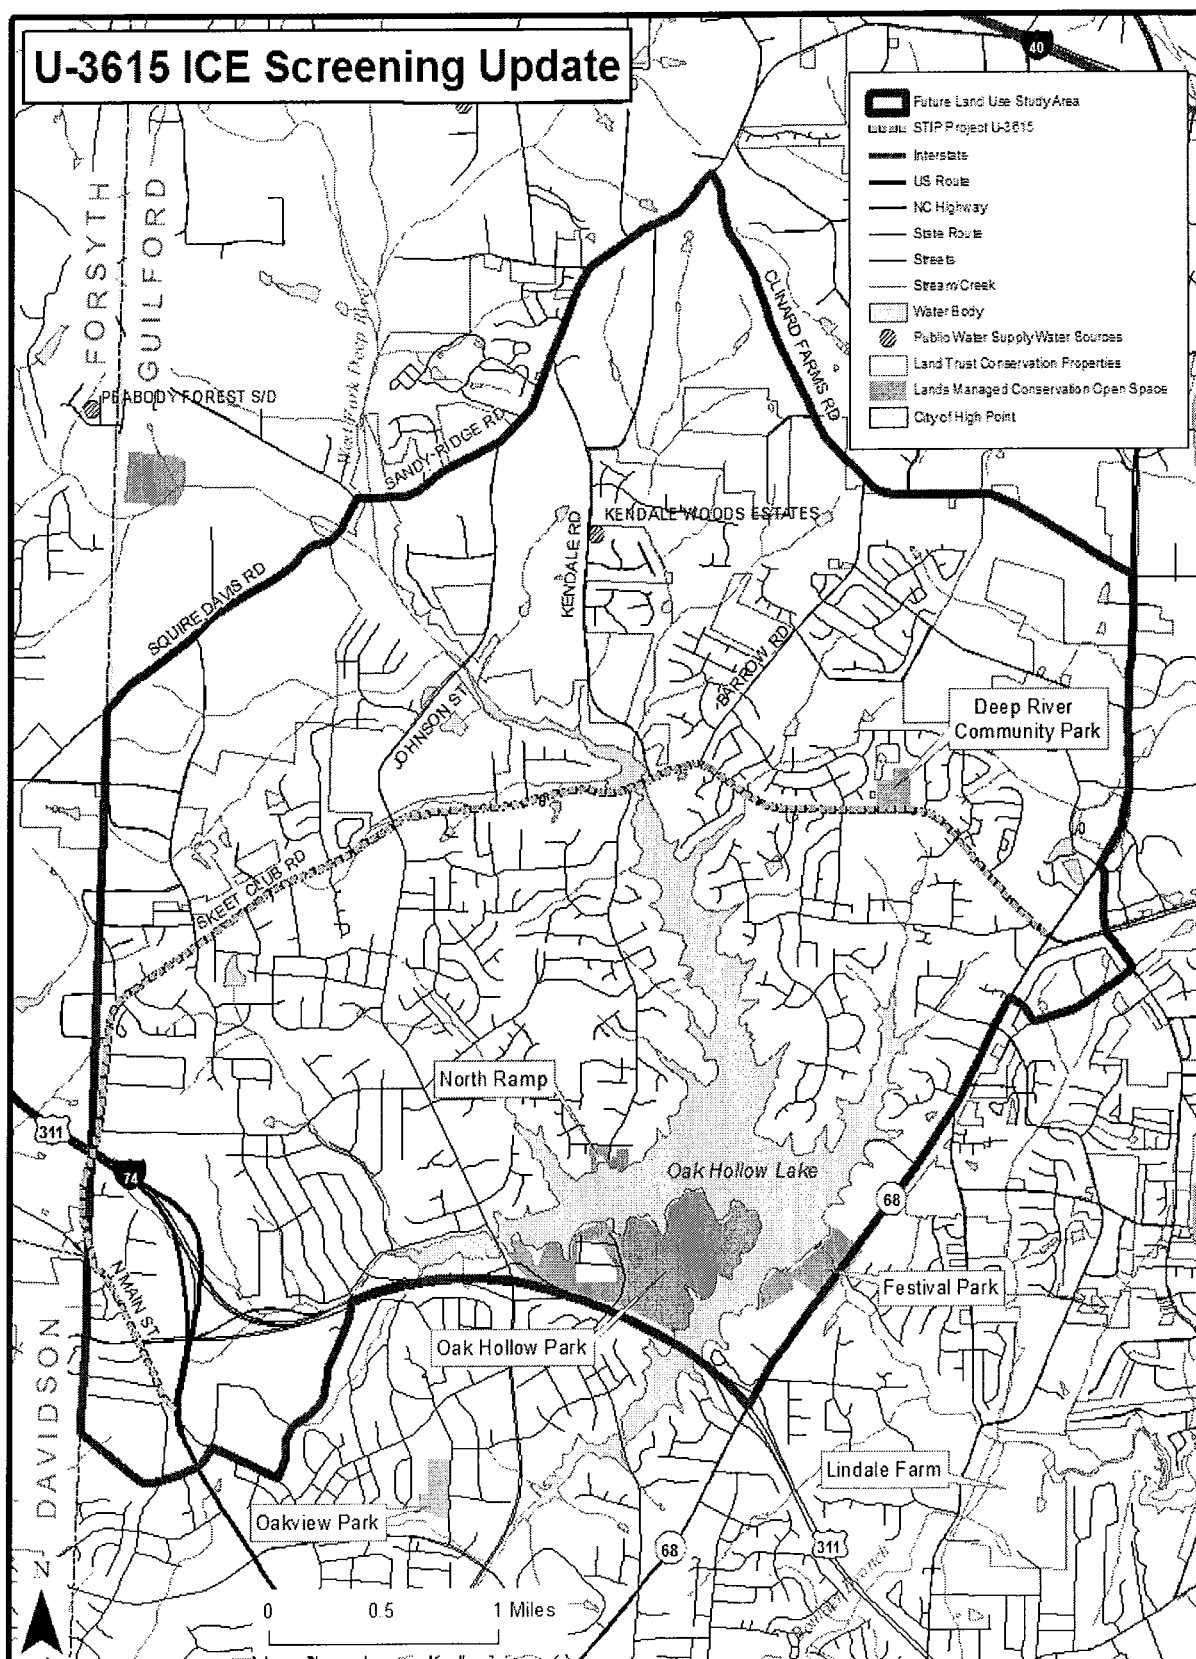 U-3615 ICE Screening Update
40
Future Land Use Study Area
STIP Project U-3615
Interstate
US Route
NC Highway
State Route
Streets
Stream/Creek
Water Body
Public Water Supply Water Sources
Land Trust Conservation Properties
Lands Managed Conservation Open Space
City of High Point
FORSYTH
GUILFORD
West Fork Deep River
CLINARD FARMS RD
PEABODY FOREST S/D
SANDY RIDGE RD
KENDALE WOODS ESTATES
KENDALE RD
SQUIRE DAVIS RD
BARROW RD
JOHNSON ST
Deep River
Community Park
SKEET CLUB RD
North Ramp
311
74
Oak Hollow Lake
68
N MAIN ST
Festival Park
Oak Hollow Park
DAVIDSON
Lindale Farm
Oakview Park
68
311
N
0 0.5 1 Miles